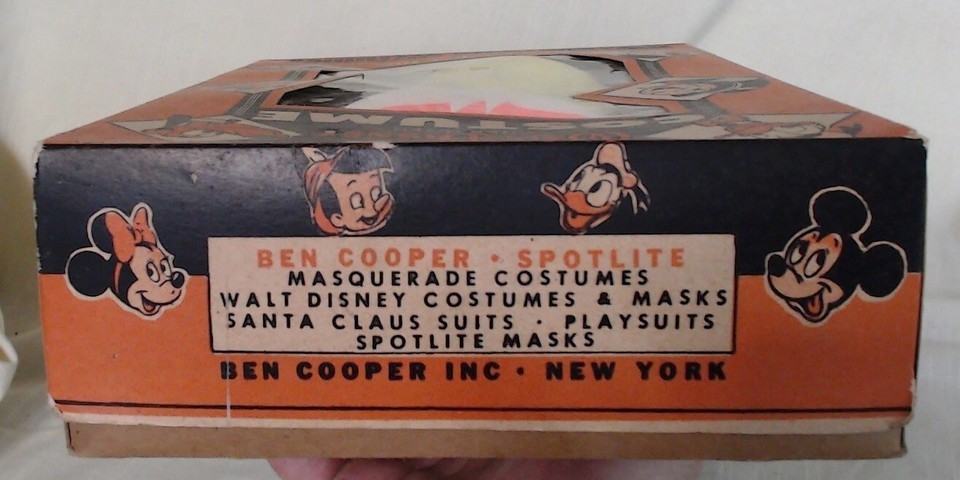 COSTUME
BEN COOPER • SPOTLITE
MASQUERADE COSTUMES
WALT DISNEY COSTUMES & MASKS
SANTA CLAUS SUITS · PLAYSUITS
SPOTLITE MASKS
BEN COOPER INC • NEW YORK